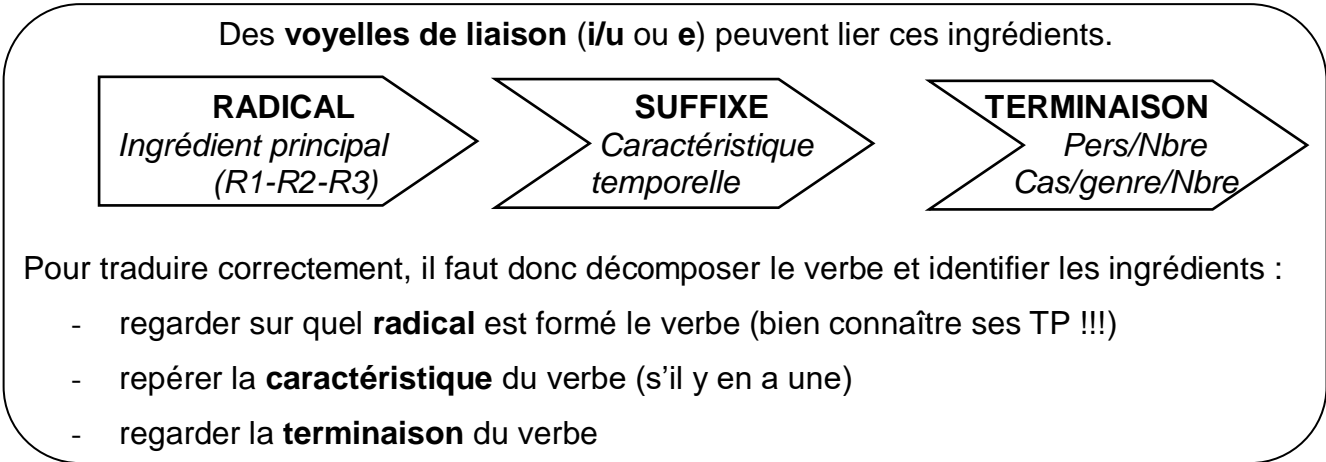 Des voyelles de liaison (i/u ou e) peuvent lier ces ingrédients.
RADICAL
Ingrédient principal
(R1-R2-R3)
SUFFIXE
Caractéristique
temporelle
TERMINAISON
Pers/Nbre
Cas/genre/Nbre
Pour traduire correctement, il faut donc décomposer le verbe et identifier les ingrédients :
- regarder sur quel radical est formé le verbe (bien connaître ses TP !!!)
- repérer la caractéristique du verbe (s'il y en a une)
- regarder la terminaison du verbe